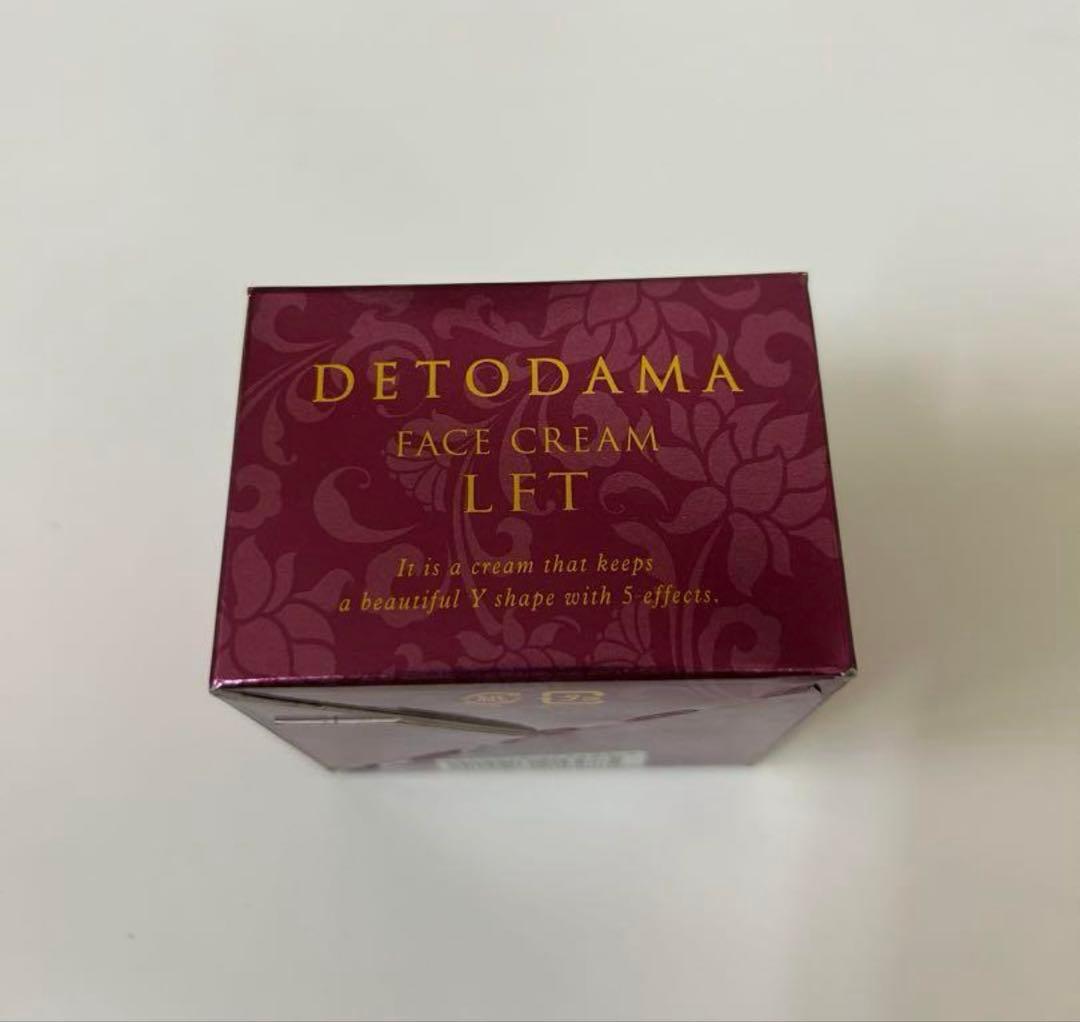 DETODAMA
FACE CREAM
LFT
It is a cream that keeps
a beautiful Y shape with 5 effects.